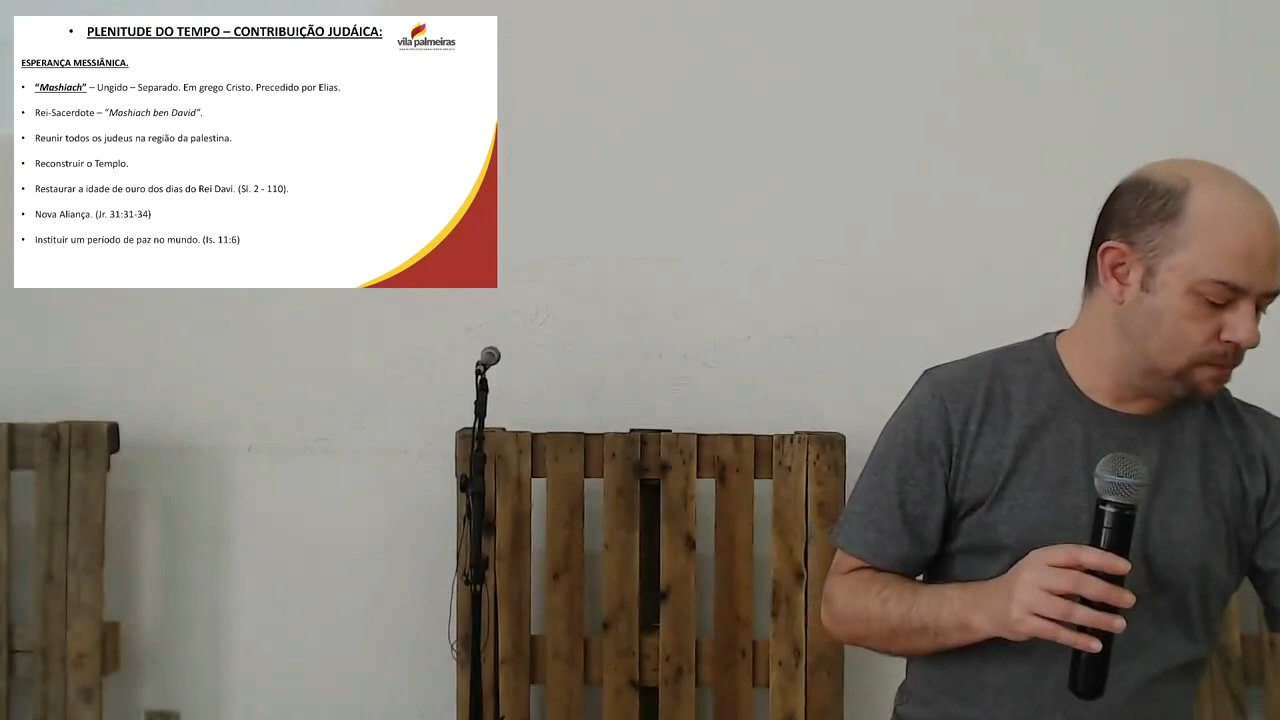 • PLENITUDE DO TEMPO – CONTRIBUIÇÃO JUDÁICA:
vila palmeiras
ESPERANÇA MESSIÂNICA.
• “Mashiach” – Ungido – Separado. Em grego Cristo. Precedido por Elias.
• Rei-Sacerdote – “Mashiach ben David”.
• Reunir todos os judeus na região da palestina.
• Reconstruir o Templo.
• Restaurar a idade de ouro dos dias do Rei Davi. (Sl. 2 - 110).
• Nova Aliança. (Jr. 31:31-34)
• Instituir um período de paz no mundo. (Is. 11:6)